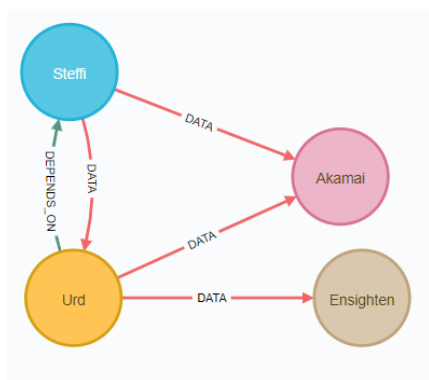 Steffi
DATA
Akamai
DEPENDS_ON
DATA
DATA
Urd
DATA
Ensighten